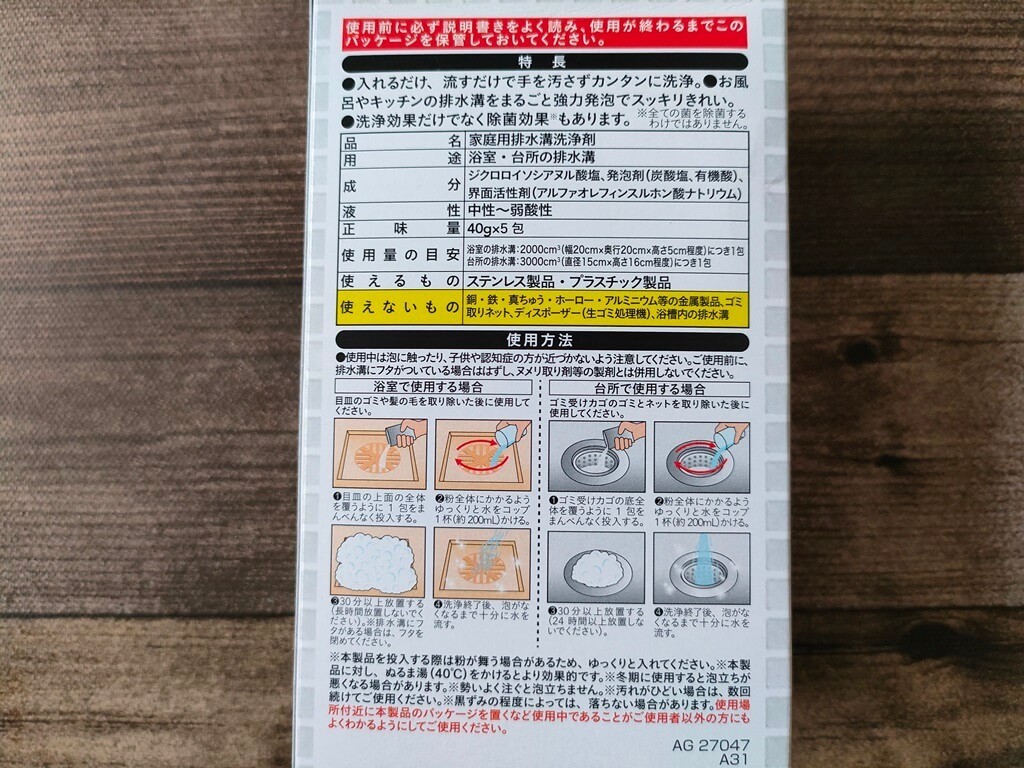 使用前に必ず説明書きをよく読み、使用が終わるまでこの
パッケージを保管しておいてください。
特 長
●入れるだけ、流すだけで手を汚さずカンタンに洗浄。●お風
呂やキッチンの排水溝をまるごと強力発泡でスッキリきれい。
●洗浄効果だけでなく除菌効果※もあります。 ※全ての菌を除菌する
わけではありません。
品名 家庭用排水溝洗浄剤
用途 浴室・台所の排水溝
成分 ジクロロイソシアヌル酸塩、発泡剤(炭酸塩、有機酸)、
界面活性剤(アルファオレフィンスルホン酸ナトリウム)
液性 中性〜弱酸性
正味量 40g×5包
使用量の目安 浴室の排水溝:2000cm³(幅20cm×奥行20cm×高さ5cm程度)につき1包
台所の排水溝:3000cm³(直径15cm×高さ16cm程度)につき1包
使えるもの ステンレス製品・プラスチック製品
使えないもの 銅・鉄・真ちゅう・ホーロー・アルミニウム等の金属製品、ゴミ
取りネット、ディスポーザー(生ゴミ処理機)、浴槽内の排水溝
使用方法
●使用中は泡に触ったり、子供や認知症の方が近づかないよう注意してください。ご使用前に、
排水溝にフタがついている場合ははずし、ヌメリ取り剤等の製剤とは併用しないでください。
浴室で使用する場合
目皿のゴミや髪の毛を取り除いた後に使用して
ください。
❶目皿の上面の全体
を覆うように1包をま
んべんなく投入する。
❷粉全体にかかるよう
ゆっくりと水をコップ
1杯(約200mL)かける。
❸30分以上放置する
(長時間放置しないでく
ださい)。※排水溝にフ
タがある場合は、フタを
閉めてください。
❹洗浄終了後、泡がな
くなるまで十分に水を
流す。
台所で使用する場合
ゴミ受けカゴのゴミとネットを取り除いた後に
使用してください。
❶ゴミ受けカゴの底全
体を覆うように1包を
まんべんなく投入する。
❷粉全体にかかるよう
ゆっくりと水をコップ
1杯(約200mL)かける。
❸30分以上放置する
(24時間以上放置しな
いでください)。
❹洗浄終了後、泡がな
くなるまで十分に水を
流す。
※本製品を投入する際は粉が舞う場合があるため、ゆっくりと入れてください。※本製
品に対し、ぬるま湯(40℃)をかけるとより効果的です。※冬期に使用すると泡立ちが
悪くなる場合があります。※勢いよく注ぐと泡立ちません。※汚れがひどい場合は、数回
続けてご使用ください。※黒ずみの程度によっては、落ちない場合があります。使用場
所付近に本製品のパッケージを置くなど使用中であることがご使用者以外の方にも
よくわかるようにしてご使用ください。
AG 27047
A31